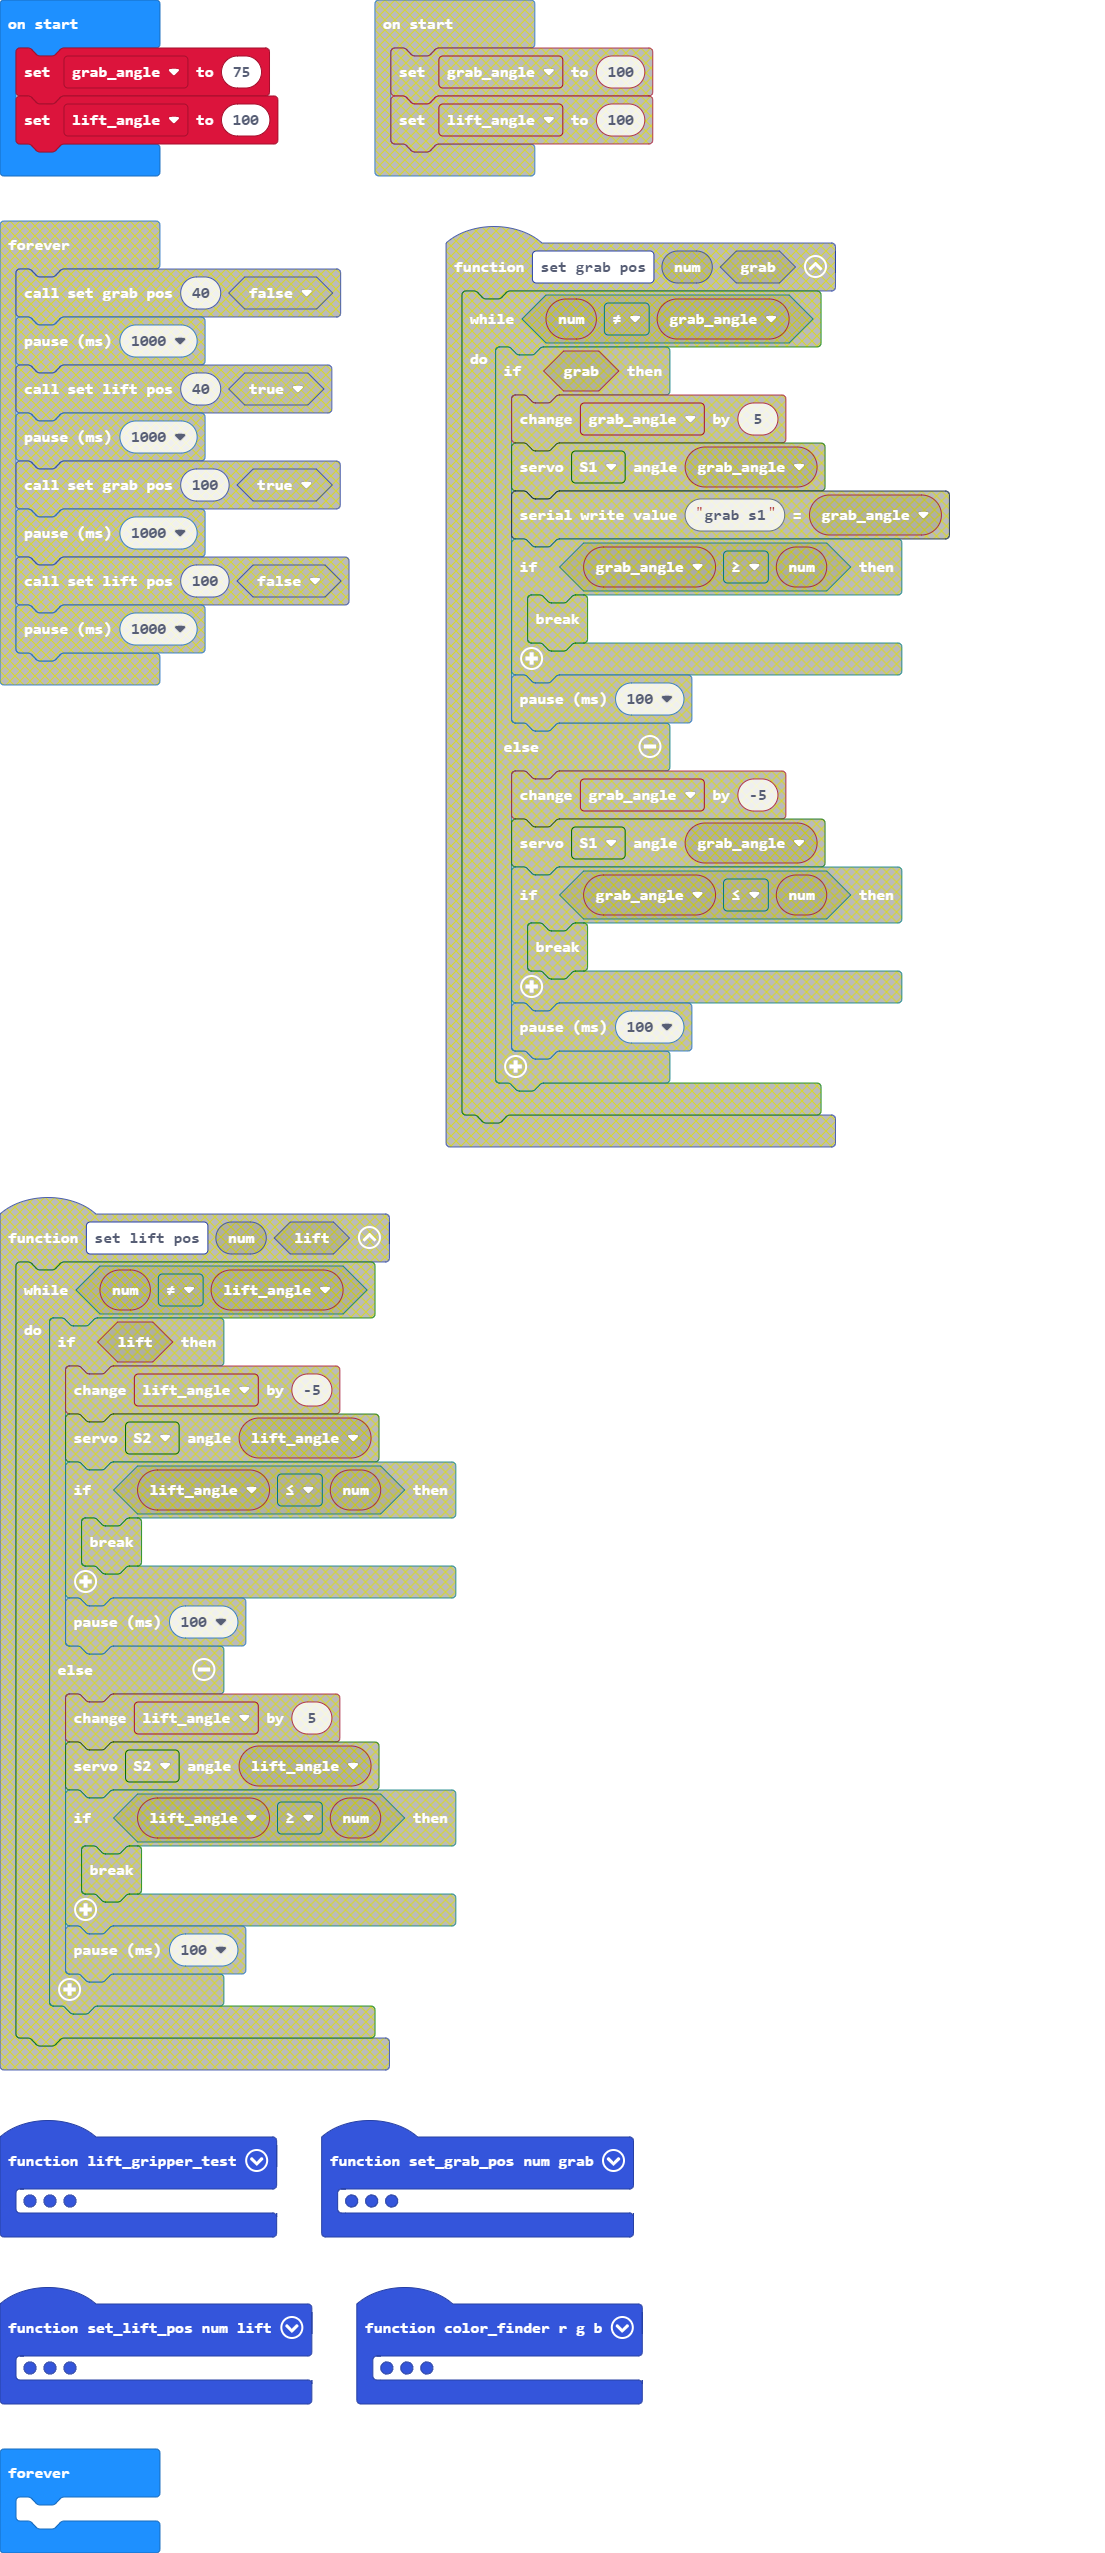 on start
set grab_angle to 75
set lift_angle to 100
on start
set grab_angle to 100
set lift_angle to 100
forever
call set grab pos 40 false
pause (ms) 1000
call set lift pos 40 true
pause (ms) 1000
call set grab pos 100 true
pause (ms) 1000
call set lift pos 100 false
pause (ms) 1000
function set grab pos num grab
while num ≠ grab_angle
do if grab then
change grab_angle by 5
servo S1 angle grab_angle
serial write value "grab s1" = grab_angle
if grab_angle ≥ num then
break
pause (ms) 100
else
change grab_angle by -5
servo S1 angle grab_angle
if grab_angle ≤ num then
break
pause (ms) 100
function set lift pos num lift
while num ≠ lift_angle
do if lift then
change lift_angle by -5
servo S2 angle lift_angle
if lift_angle ≤ num then
break
pause (ms) 100
else
change lift_angle by 5
servo S2 angle lift_angle
if lift_angle ≥ num then
break
pause (ms) 100
function lift_gripper_test
function set_grab_pos num grab
function set_lift_pos num lift
function color_finder r g b
forever